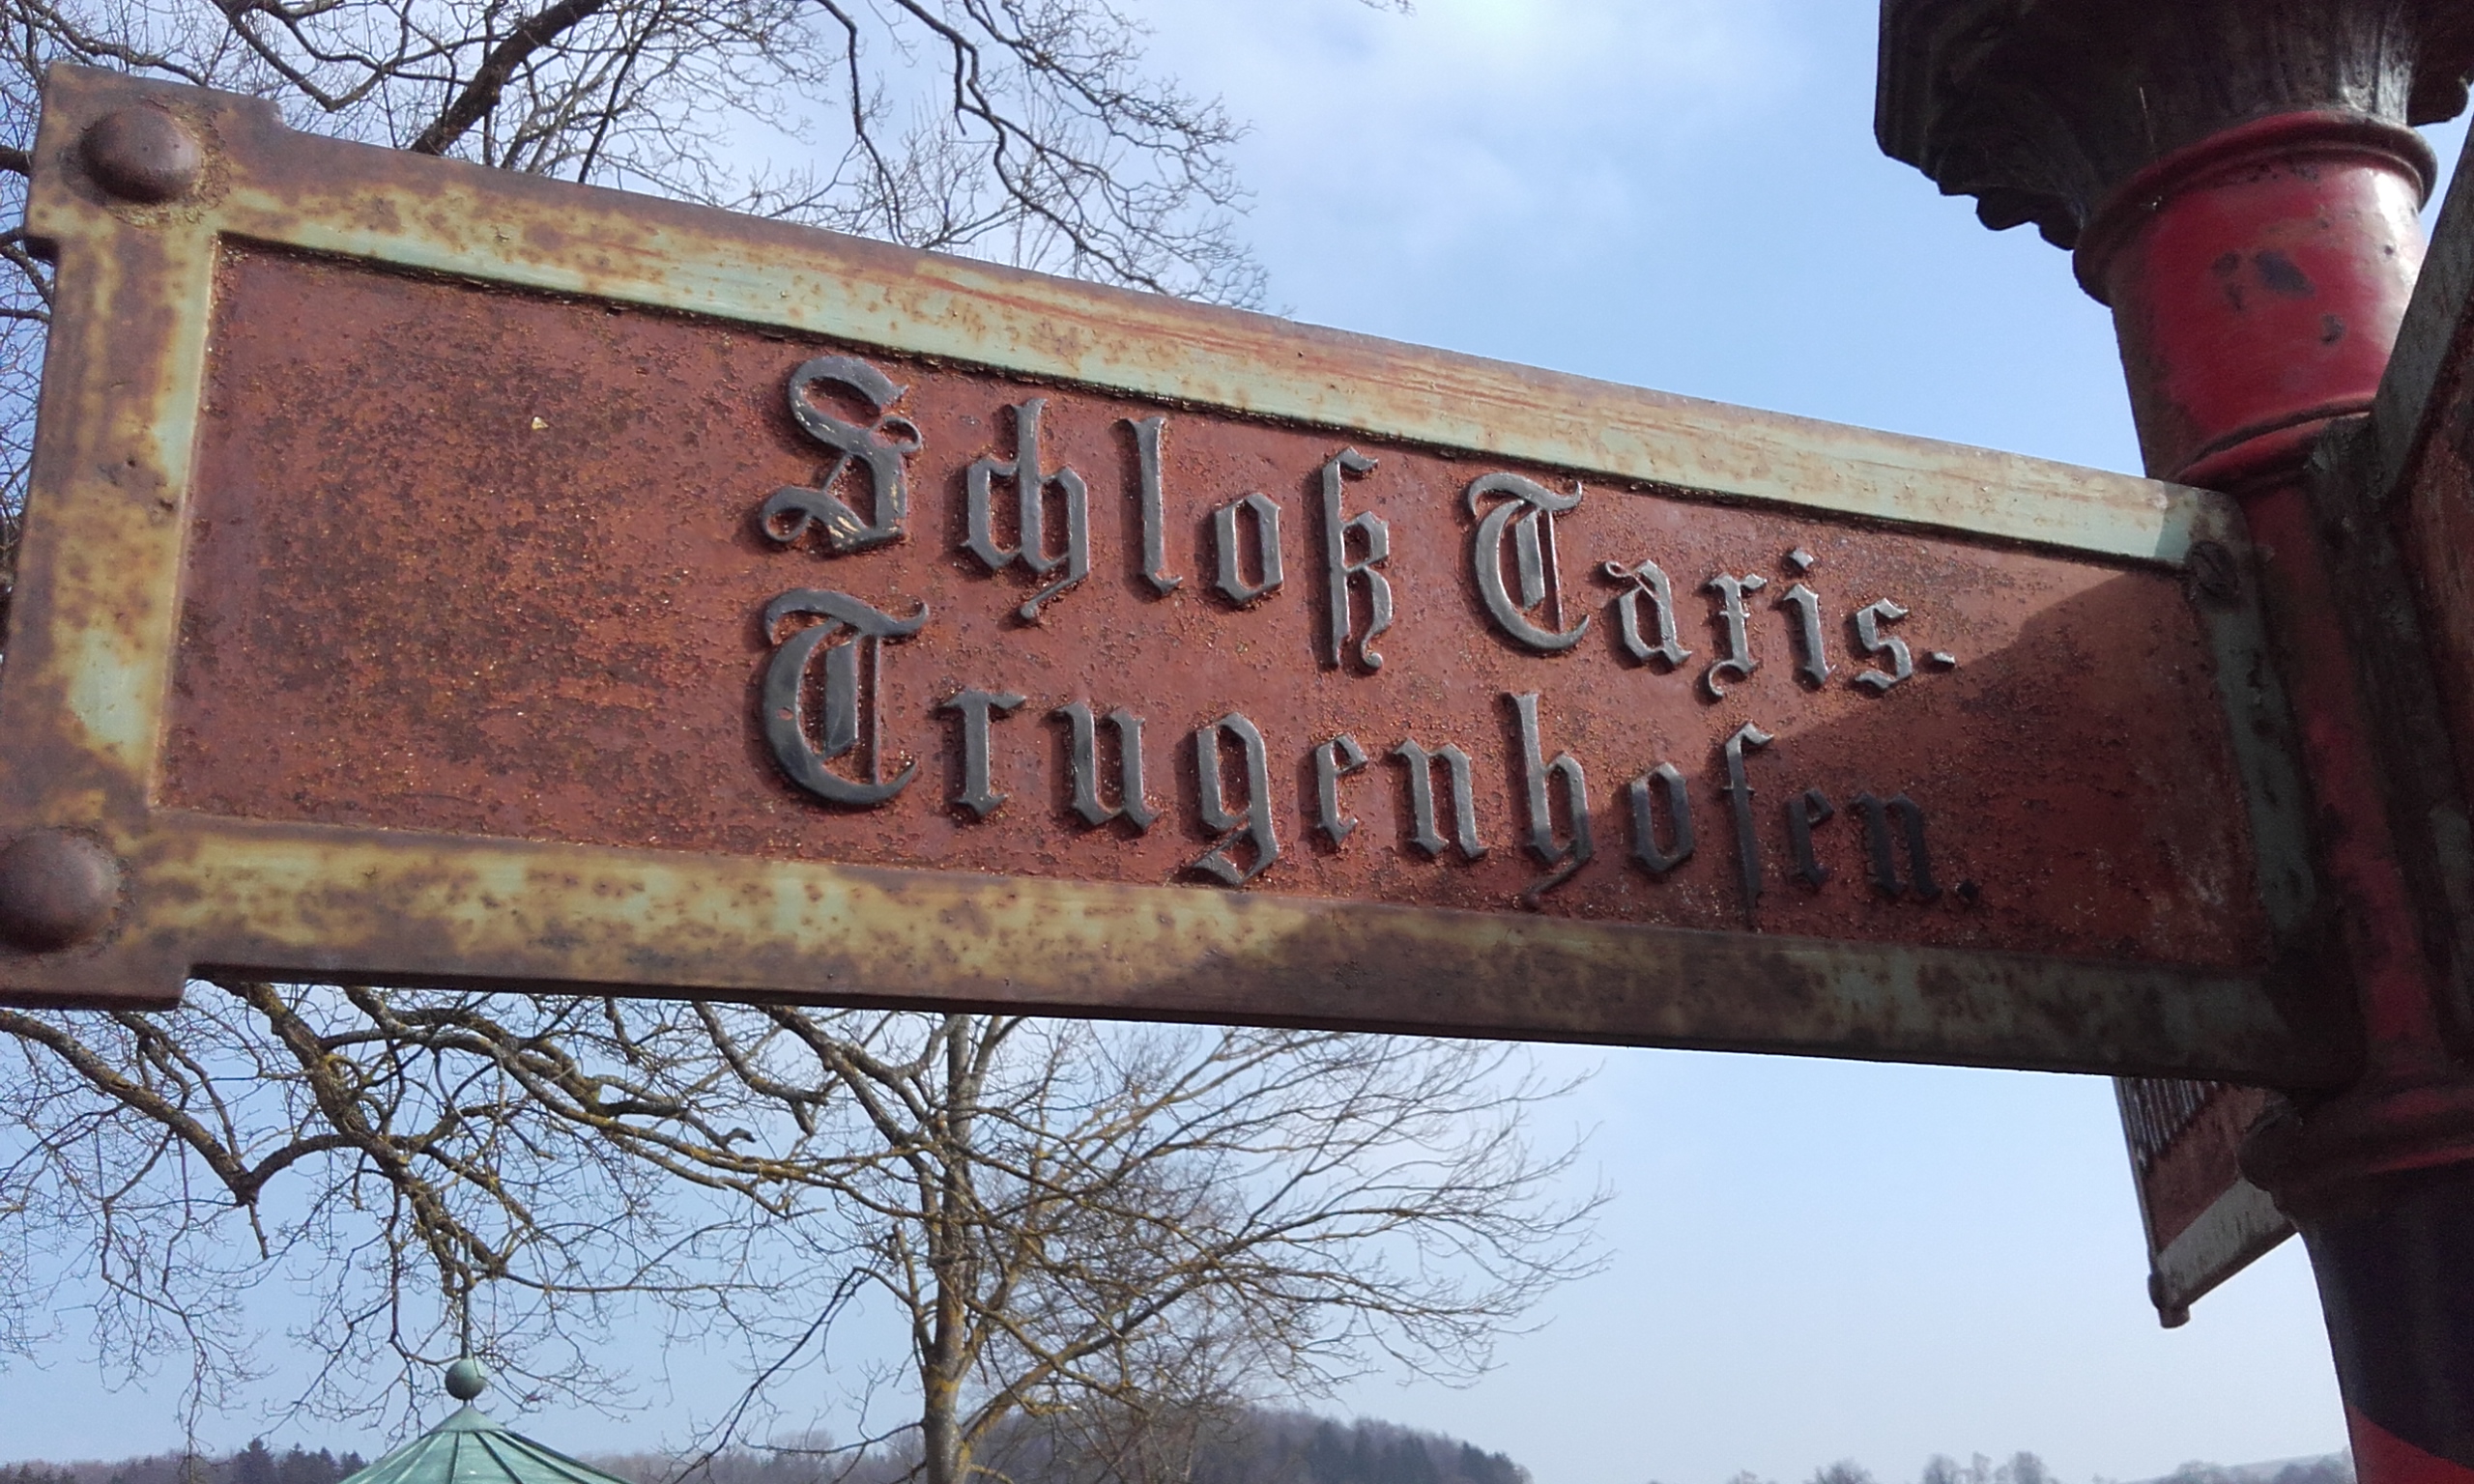 Schloß Taxis.
Trugenhofen.